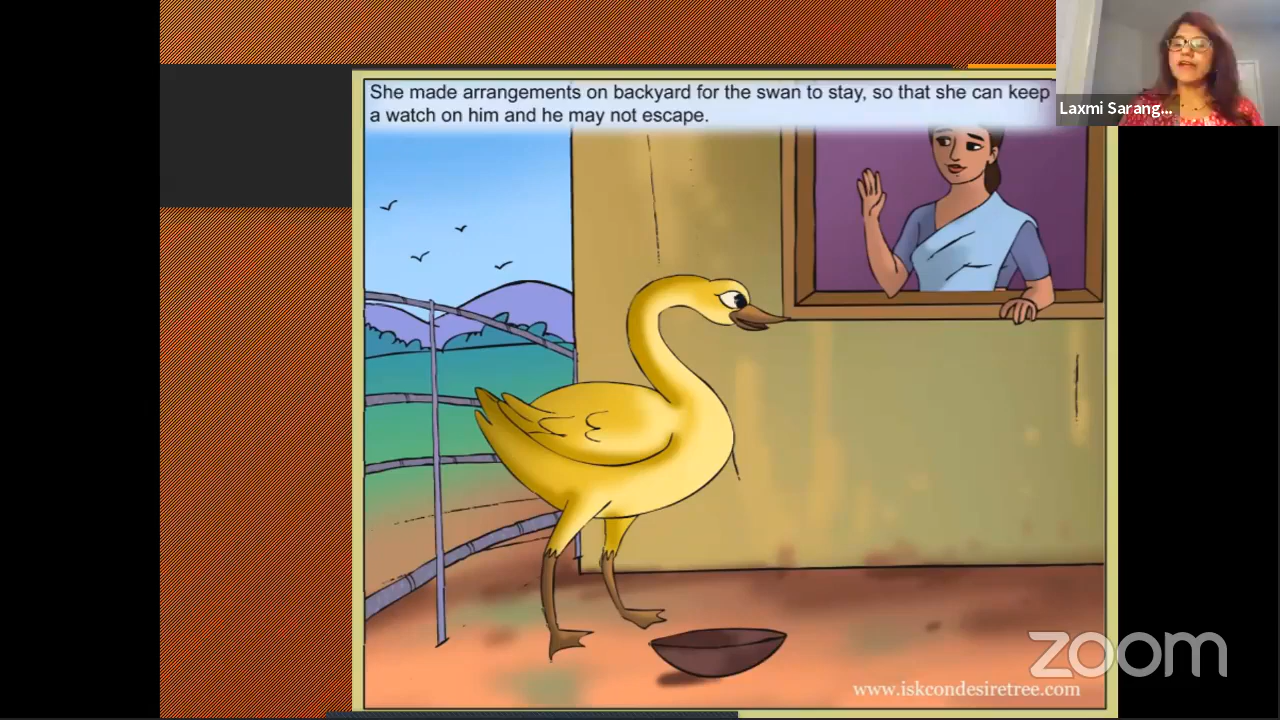 She made arrangements on backyard for the swan to stay, so that she can keep
a watch on him and he may not escape.
Laxmi Sarang...
zoom
www.iskcondesiretree.com